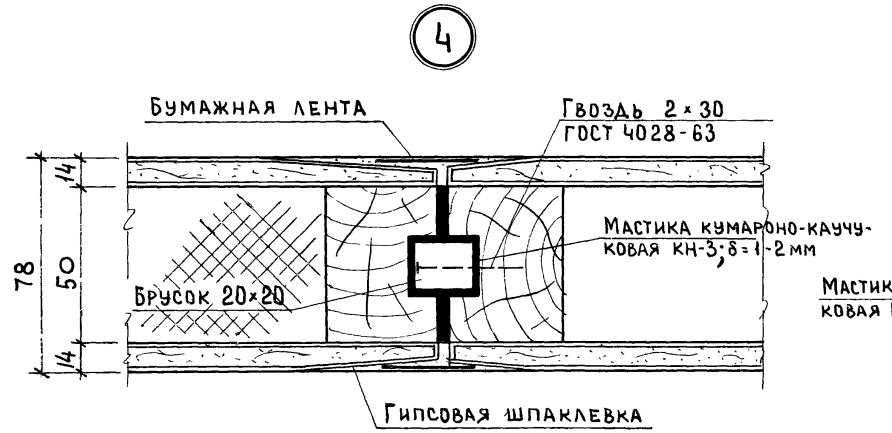 4
БУМАЖНАЯ ЛЕНТА
ГВОЗДЬ 2×30
ГОСТ 4028-63
14
78
50
14
МАСТИКА КУМАРОНО-КАУЧУ-
КОВАЯ КН-3; δ=1-2 ММ
БРУСОК 20×20
МАСТИК
КОВАЯ
ГИПСОВАЯ ШПАКЛЕВКА